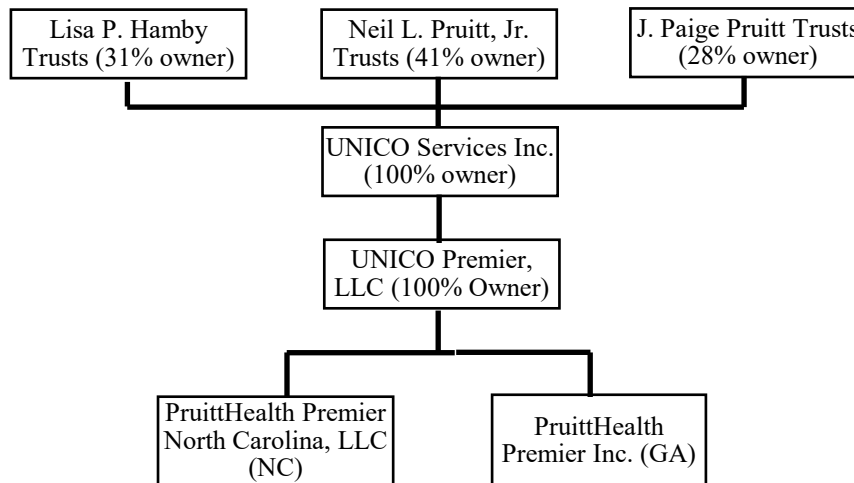 Lisa P. Hamby
Trusts (31% owner)
Neil L. Pruitt, Jr.
Trusts (41% owner)
J. Paige Pruitt Trusts
(28% owner)
UNICO Services Inc.
(100% owner)
UNICO Premier,
LLC (100% Owner)
PruittHealth Premier
North Carolina, LLC
(NC)
PruittHealth
Premier Inc. (GA)